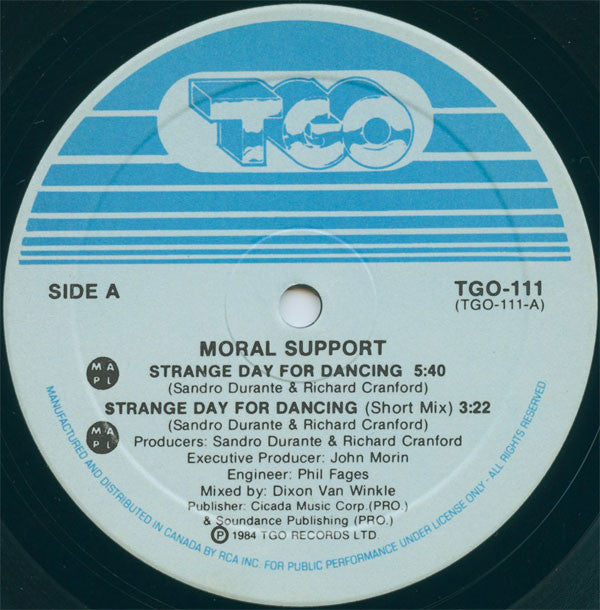 TGO
SIDE A
TGO-111
(TGO-111-A)
MORAL SUPPORT
STRANGE DAY FOR DANCING 5:40
(Sandro Durante & Richard Cranford)
STRANGE DAY FOR DANCING (Short Mix) 3:22
(Sandro Durante & Richard Cranford)
Producers: Sandro Durante & Richard Cranford
Executive Producer: John Morin
Engineer: Phil Fages
Mixed by: Dixon Van Winkle
Publisher: Cicada Music Corp.(PRO.)
& Soundance Publishing (PRO.)
℗ 1984 TGO RECORDS LTD.
M A
P L
M A
P L
MANUFACTURED AND DISTRIBUTED IN CANADA BY RCA INC. FOR PUBLIC PERFORMANCE UNDER LICENSE ONLY - ALL RIGHTS RESERVED